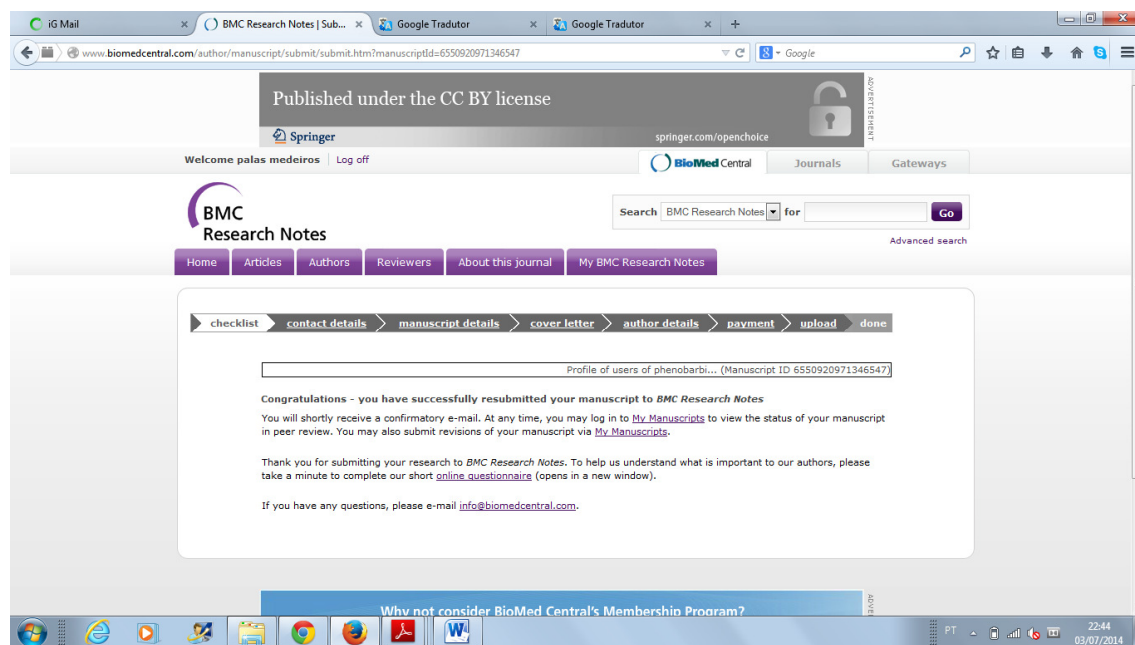 iG Mail
BMC Research Notes | Sub...
Google Tradutor
Google Tradutor
www.biomedcentral.com/author/manuscript/submit/submit.htm?manuscriptId=6550920971346547
Google
Published under the CC BY license
Springer
springer.com/openchoice
ADVERTISEMENT
Welcome palas medeiros | Log off
BioMed Central
Journals
Gateways
BMC
Research Notes
Search BMC Research Notes for
Go
Advanced search
Home
Articles
Authors
Reviewers
About this journal
My BMC Research Notes
checklist
contact details
manuscript details
cover letter
author details
payment
upload
done
Profile of users of phenobarbi... (Manuscript ID 6550920971346547)
Congratulations - you have successfully resubmitted your manuscript to BMC Research Notes
You will shortly receive a confirmatory e-mail. At any time, you may log in to My Manuscripts to view the status of your manuscript
in peer review. You may also submit revisions of your manuscript via My Manuscripts.
Thank you for submitting your research to BMC Research Notes. To help us understand what is important to our authors, please
take a minute to complete our short online questionnaire (opens in a new window).
If you have any questions, please e-mail info@biomedcentral.com.
Why not consider BioMed Central's Membership Program?
PT
22:44
03/07/2014